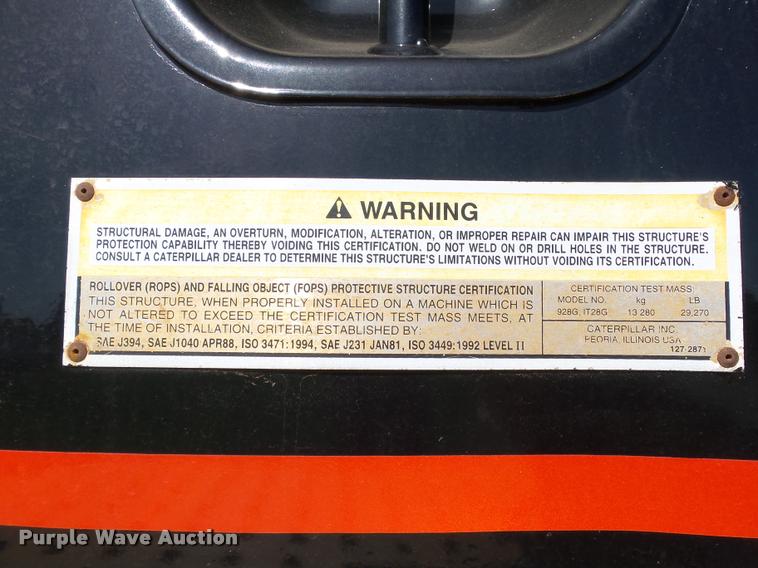 WARNING
STRUCTURAL DAMAGE, AN OVERTURN, MODIFICATION, ALTERATION, OR IMPROPER REPAIR CAN IMPAIR THIS STRUCTURE'S
PROTECTION CAPABILITY THEREBY VOIDING THIS CERTIFICATION. DO NOT WELD ON OR DRILL HOLES IN THE STRUCTURE.
CONSULT A CATERPILLAR DEALER TO DETERMINE THIS STRUCTURE'S LIMITATIONS WITHOUT VOIDING ITS CERTIFICATION.
ROLLOVER (ROPS) AND FALLING OBJECT (FOPS) PROTECTIVE STRUCTURE CERTIFICATION
THIS STRUCTURE, WHEN PROPERLY INSTALLED ON A MACHINE WHICH IS
NOT ALTERED TO EXCEED THE CERTIFICATION TEST MASS MEETS, AT
THE TIME OF INSTALLATION, CRITERIA ESTABLISHED BY:
SAE J394, SAE J1040 APR88, ISO 3471:1994, SAE J231 JAN81, ISO 3449:1992 LEVEL II
CERTIFICATION TEST MASS
MODEL NO. kg LB
928G, IT28G 13 280 29,270
CATERPILLAR INC.
PEORIA, ILLINOIS USA
127-2871
Purple Wave Auction